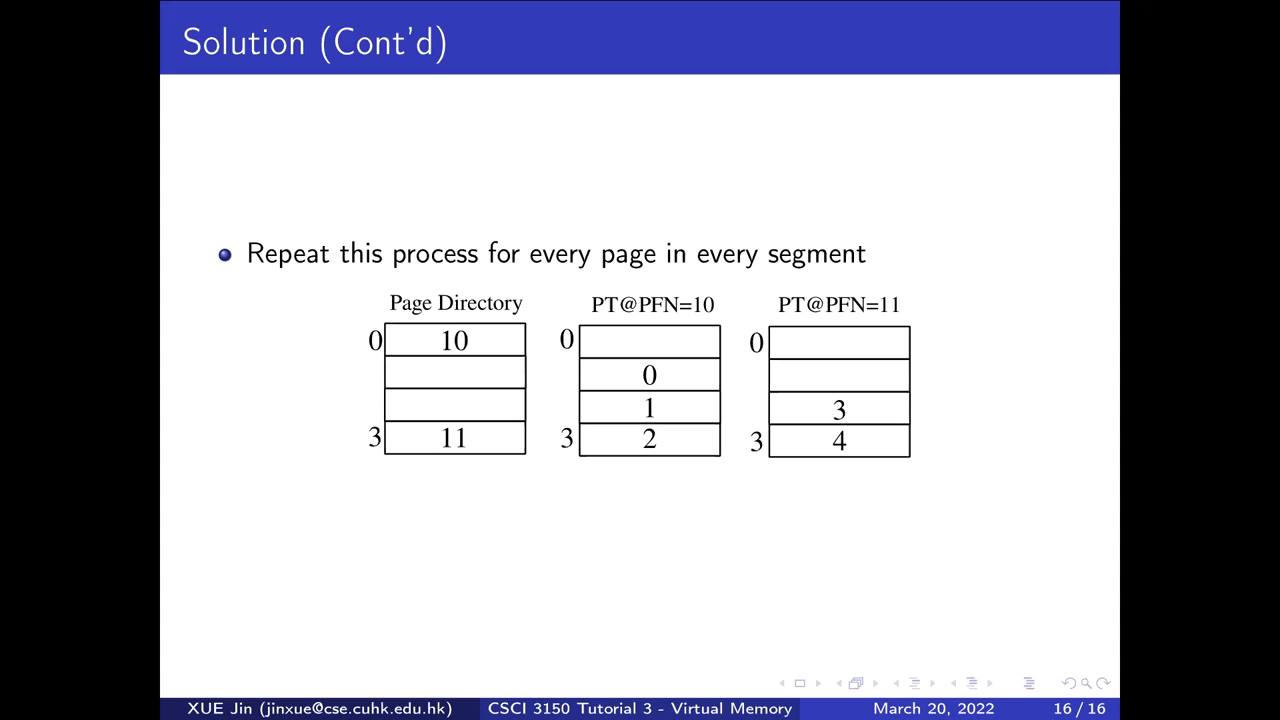 Solution (Cont'd)
Repeat this process for every page in every segment
Page Directory PT@PFN=10 PT@PFN=11
0 10 0 0
0
1 3
3 11 3 2 3 4
XUE Jin (jinxue@cse.cuhk.edu.hk) CSCI 3150 Tutorial 3 - Virtual Memory March 20, 2022 16 / 16